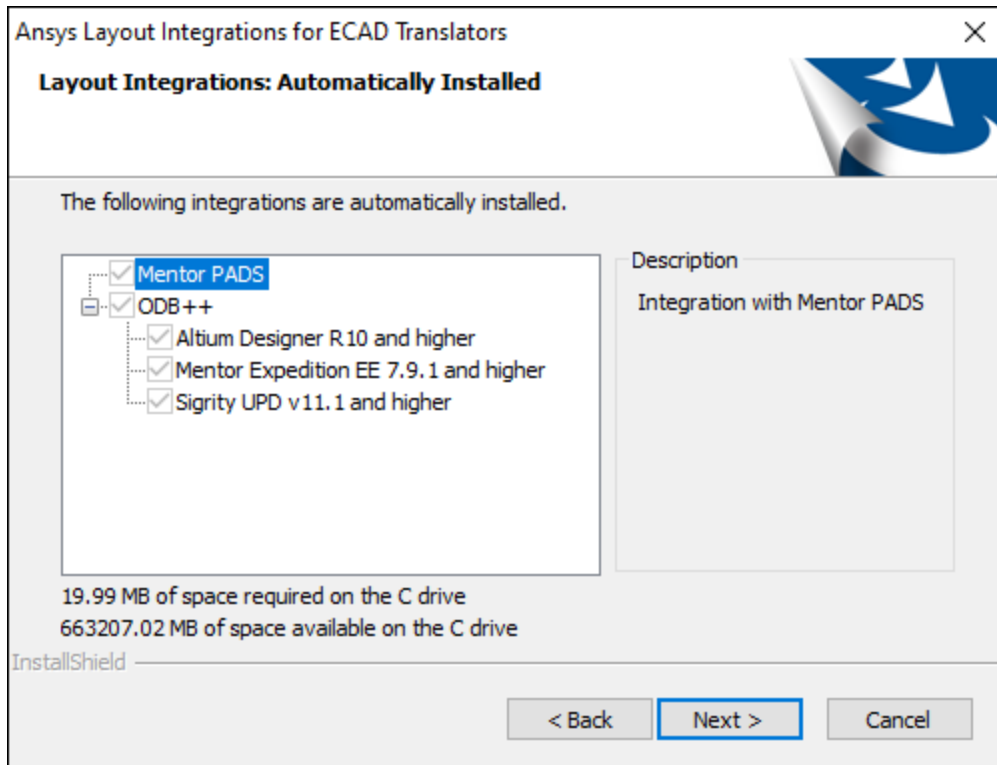 Ansys Layout Integrations for ECAD Translators
Layout Integrations: Automatically Installed
The following integrations are automatically installed.
Mentor PADS
ODB++
Altium Designer R10 and higher
Mentor Expedition EE 7.9.1 and higher
Sigrity UPD v11.1 and higher
Description
Integration with Mentor PADS
19.99 MB of space required on the C drive
663207.02 MB of space available on the C drive
InstallShield
< Back
Next >
Cancel